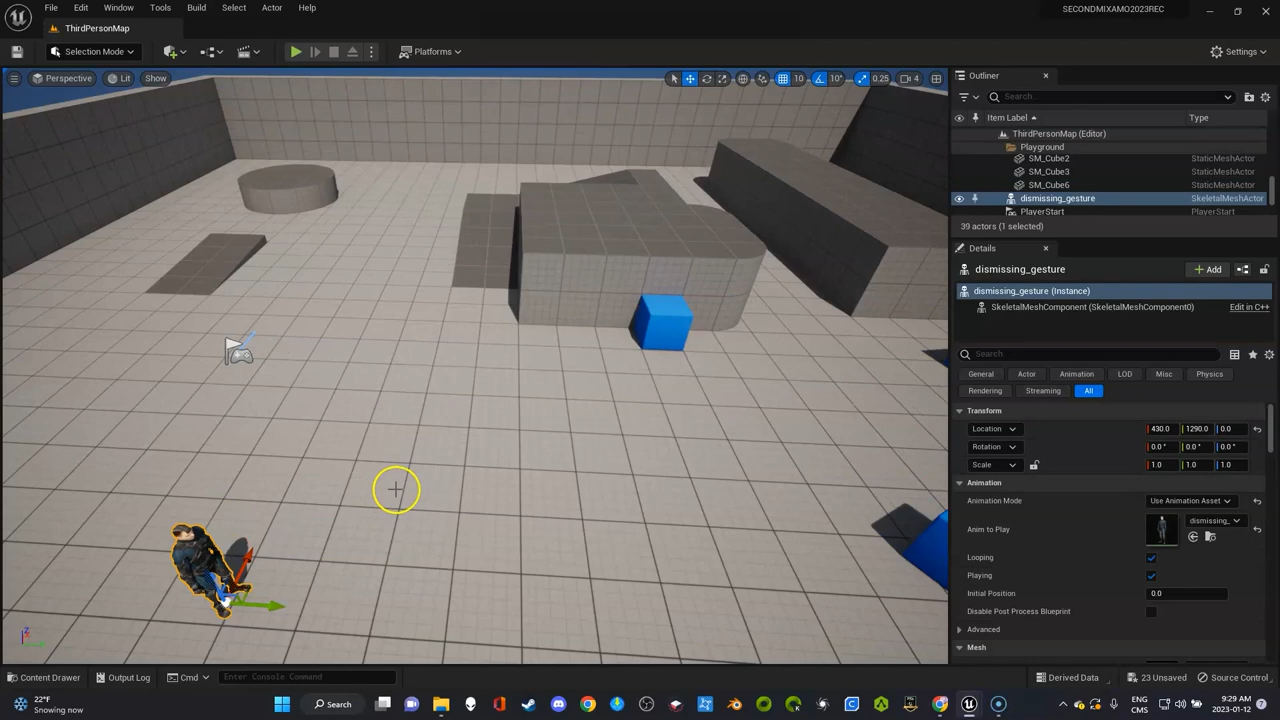 File Edit Window Tools Build Select Actor Help
SECONDMIXAMO2023REC
ThirdPersonMap
Selection Mode
Platforms
Settings
Perspective Lit Show
10 10° 0.25 4
Outliner
Search...
Item Label Type
ThirdPersonMap (Editor)
Playground
SM_Cube2 StaticMeshActor
SM_Cube3 StaticMeshActor
SM_Cube6 StaticMeshActor
dismissing_gesture SkeletalMeshActor
PlayerStart PlayerStart
39 actors (1 selected)
Details
dismissing_gesture
Add
dismissing_gesture (Instance)
SkeletalMeshComponent (SkeletalMeshComponent0) Edit in C++
Search
General Actor Animation LOD Misc Physics
Rendering Streaming All
Transform
Location 430.0 1290.0 0.0
Rotation 0.0° 0.0° 0.0°
Scale 1.0 1.0 1.0
Animation
Animation Mode Use Animation Asset
Anim to Play dismissing_
Looping
Playing
Initial Position 0.0
Disable Post Process Blueprint
Advanced
Mesh
Content Drawer Output Log Cmd Enter Console Command
Derived Data 23 Unsaved Source Control
22°F
Snowing now
Search
ENG
CMS
9:29 AM
2023-01-12